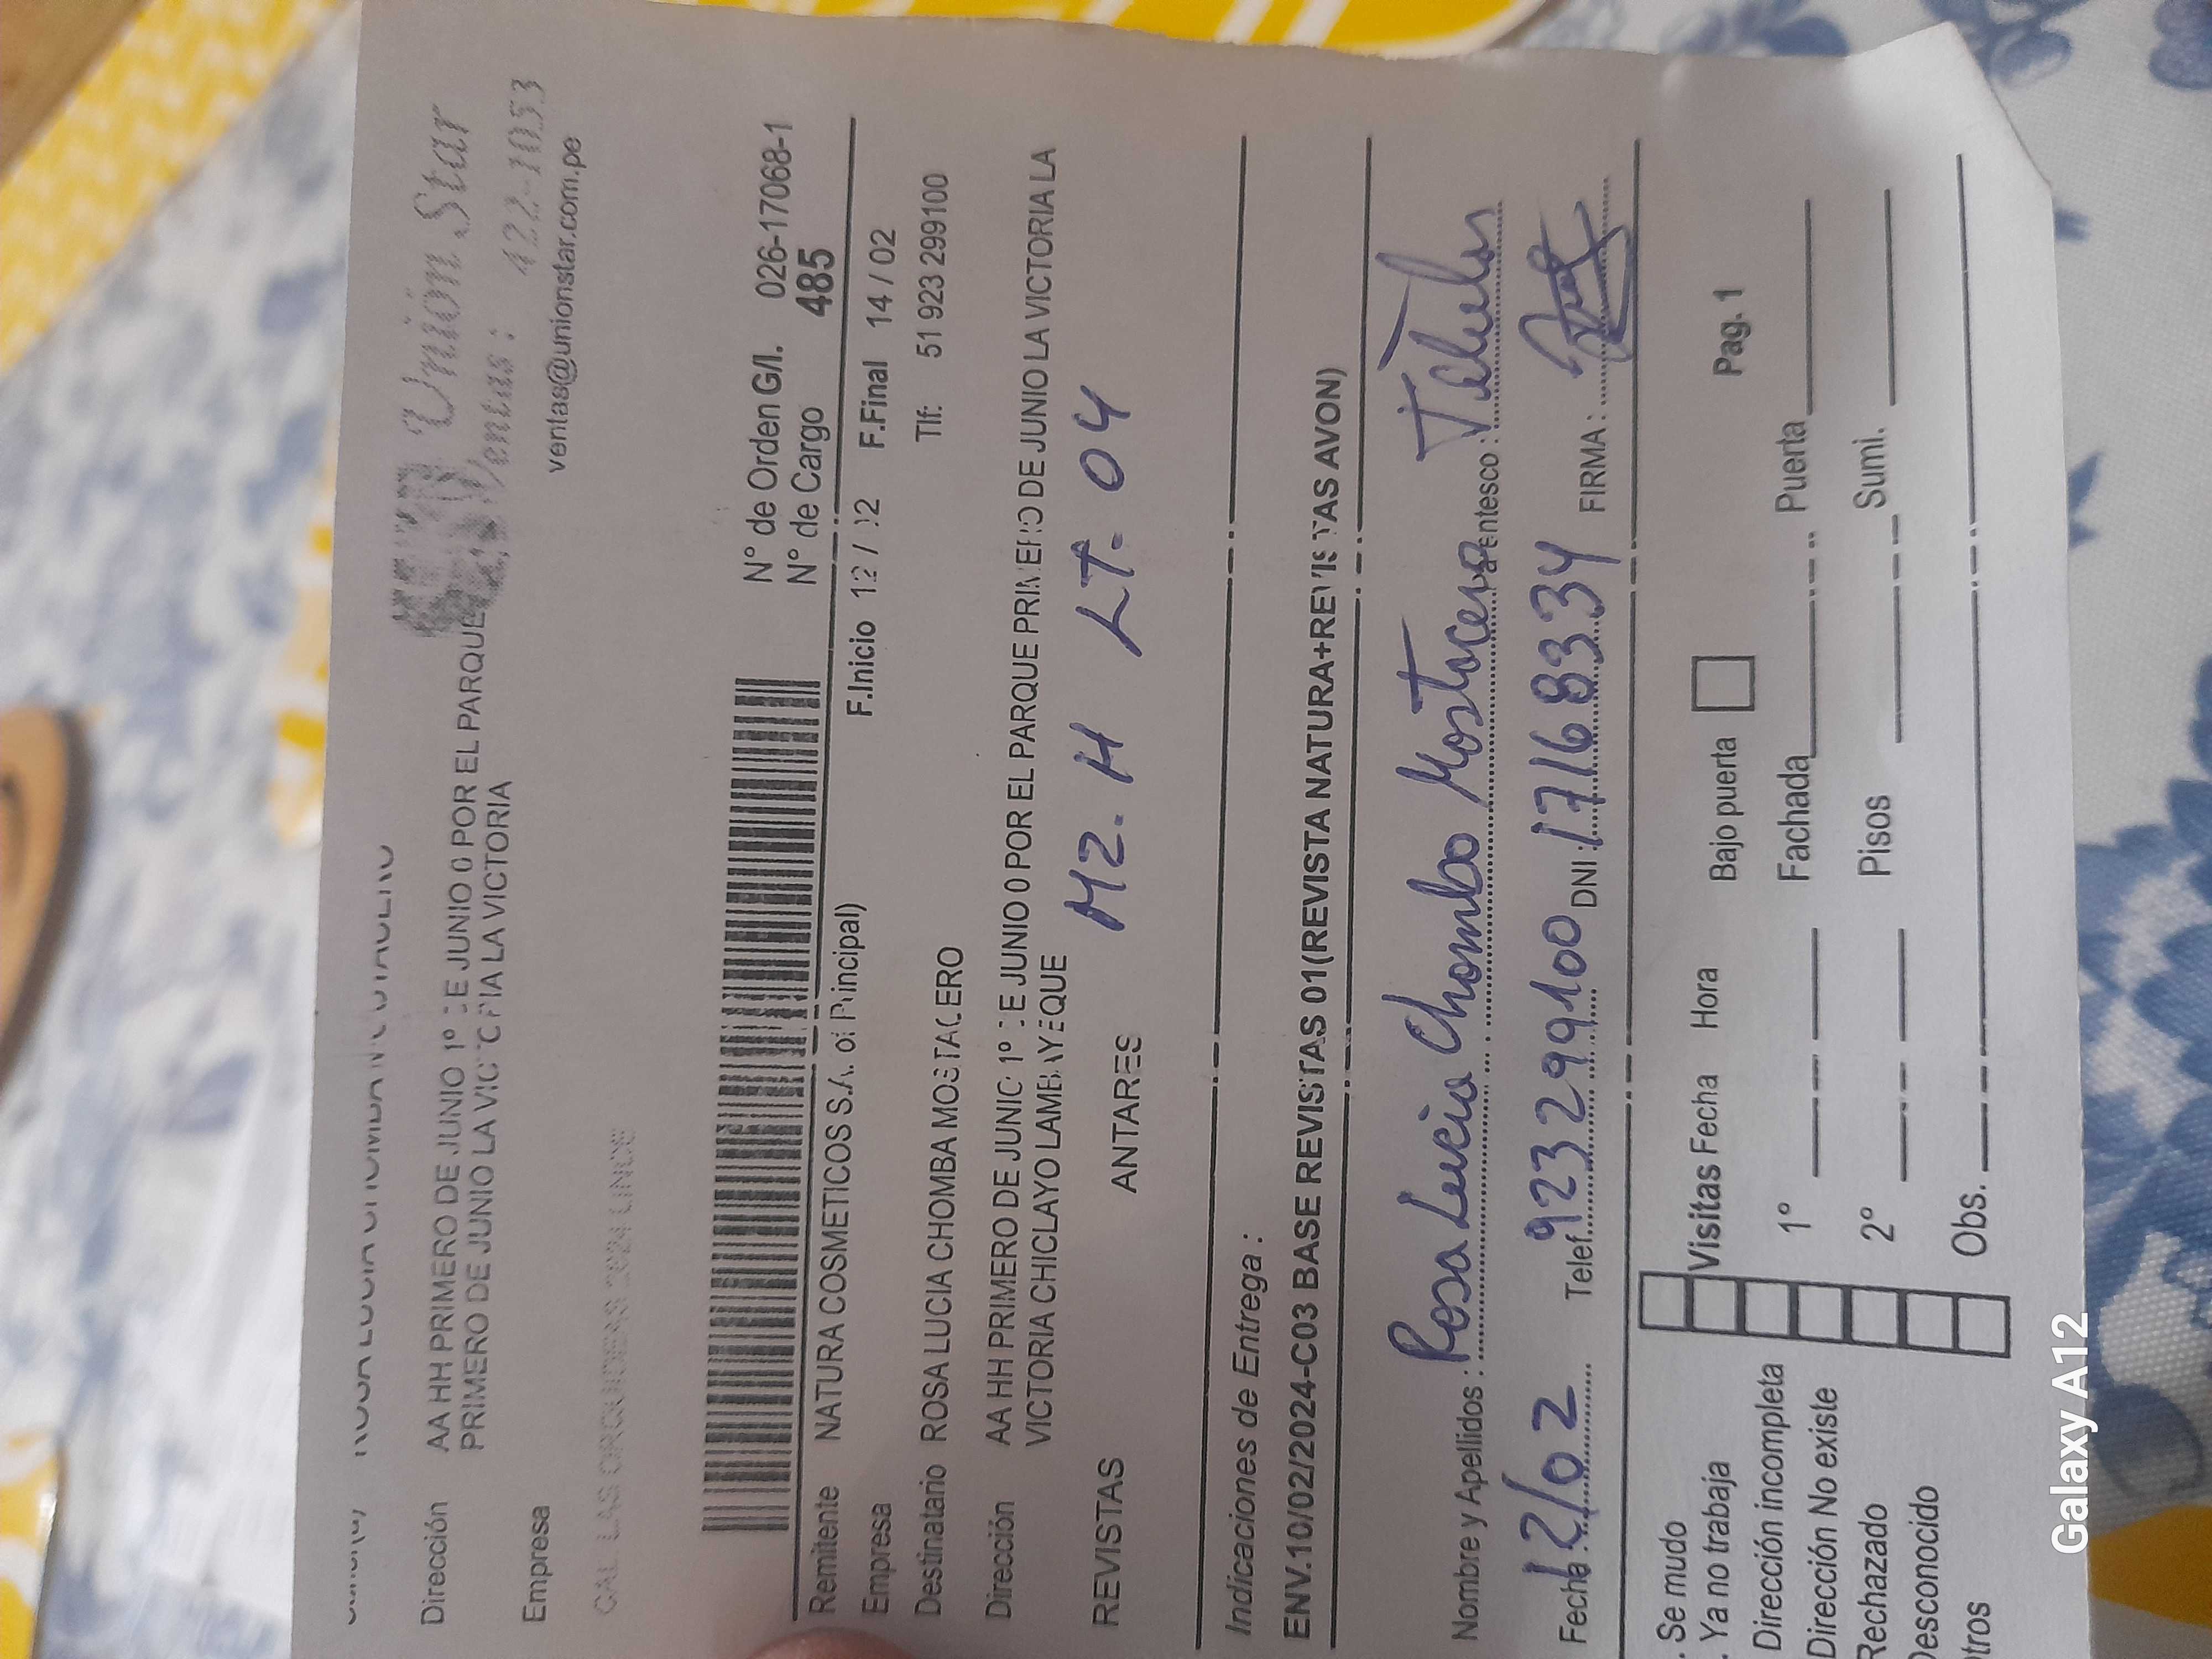 Union Star
Ventas : 422-1053
ventas@unionstar.com.pe
Dirección AA HH PRIMERO DE JUNIO 1° DE JUNIO 0 POR EL PARQUE
PRIMERO DE JUNIO LA VICTORIA LA VICTORIA
Empresa
N° de Orden G/I. 026-17068-1
N° de Cargo 485
Remitente NATURA COSMETICOS S.A. of Principal)
F.Inicio 12 / 02 F.Final 14 / 02
Empresa
Tlf: 51 923 299100
Destinatario ROSA LUCIA CHOMBA MOSTACERO
Dirección AA HH PRIMERO DE JUNIO 1° DE JUNIO 0 POR EL PARQUE PRIMERO DE JUNIO LA VICTORIA LA
VICTORIA CHICLAYO LAMBAYEQUE
MZ. H LT. 04
REVISTAS ANTARES
Indicaciones de Entrega :
ENV.10/02/2024-C03 BASE REVISTAS 01(REVISTA NATURA+REVISTAS AVON)
Nombre y Apellidos : Rosa Lucia Chomba Mostacero Parentesco : Titular
Fecha : 12/02 Telef. 923299100 DNI : 17168334 FIRMA :
. Se mudo
. Ya no trabaja
Dirección incompleta
Dirección No existe
Rechazado
Desconocido
Otros
Visitas Fecha Hora Bajo puerta Pag. 1
1° Fachada Puerta
2° Pisos Sumi.
Obs.
Galaxy A12